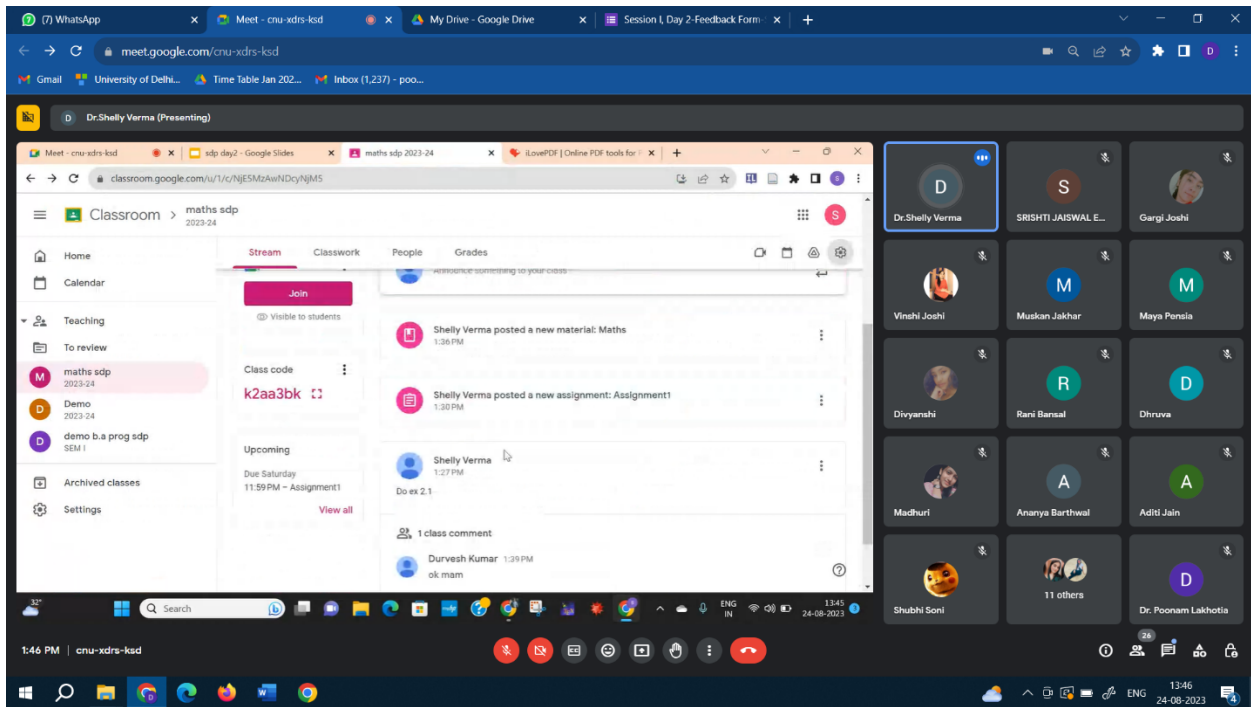 (7) WhatsApp
Meet - cnu-xdrs-ksd
My Drive - Google Drive
Session I, Day 2-Feedback Form-
meet.google.com/cnu-xdrs-ksd
D
Gmail
University of Delhi...
Time Table Jan 202...
Inbox (1,237) - poo...
D Dr.Shelly Verma (Presenting)
Meet - cnu-xdrs-ksd
sdp day2 - Google Slides
maths sdp 2023-24
iLovePDF | Online PDF tools for
classroom.google.com/u/1/c/NjE5MzAwNDcyNjM5
S
Classroom > maths sdp
2023-24
S
Home
Calendar
Teaching
To review
M maths sdp
2023-24
D Demo
2023-24
D demo b.a prog sdp
SEM I
Archived classes
Settings
Stream Classwork People Grades
Announce something to your class
Join
Visible to students
Class code
k2aa3bk
Upcoming
Due Saturday
11:59 PM – Assignment1
View all
Shelly Verma posted a new material: Maths
1:36 PM
Shelly Verma posted a new assignment: Assignment1
1:30 PM
Shelly Verma
1:27 PM
Do ex 2.1
1 class comment
Durvesh Kumar 1:39 PM
ok mam
32°
Search
ENG
IN
13:45
24-08-2023
D
Dr.Shelly Verma
S
SRISHTI JAISWAL E...
Gargi Joshi
Vinshi Joshi
M
Muskan Jakhar
M
Maya Pensia
Divyanshi
R
Rani Bansal
D
Dhruva
Madhuri
A
Ananya Barthwal
A
Aditi Jain
Shubhi Soni
11 others
D
Dr. Poonam Lakhotia
1:46 PM | cnu-xdrs-ksd
26
ENG
13:46
24-08-2023
4